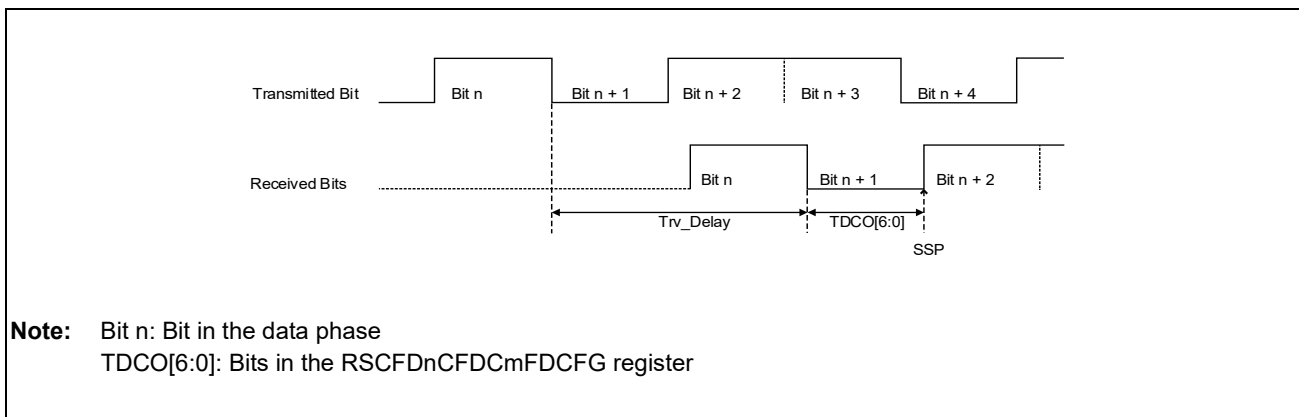 Transmitted Bit Bit n Bit n + 1 Bit n + 2 Bit n + 3 Bit n + 4
Received Bits Bit n Bit n + 1 Bit n + 2
Trv_Delay TDCO[6:0]
SSP
Note: Bit n: Bit in the data phase
TDCO[6:0]: Bits in the RSCFDnCFDCmFDCFG register